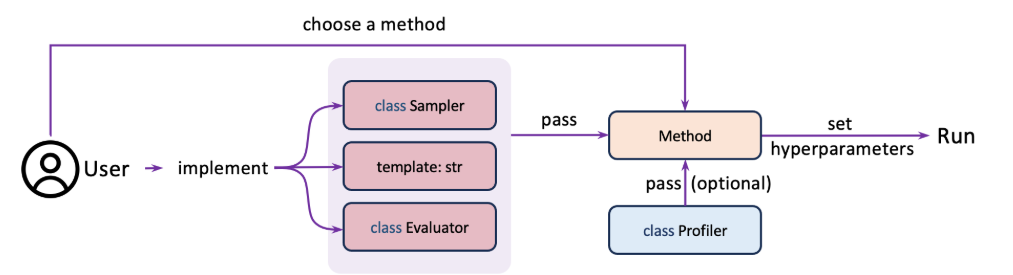 choose a method
User
implement
class Sampler
template: str
class Evaluator
pass
Method
set
hyperparameters
Run
pass (optional)
class Profiler